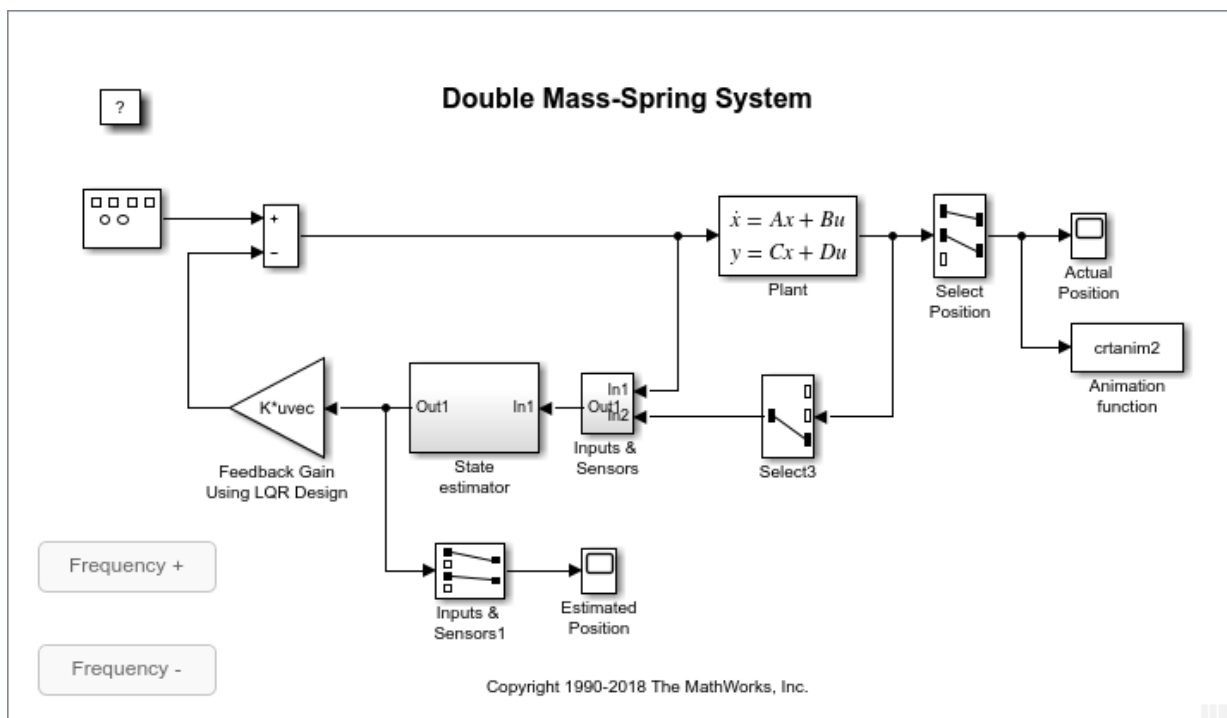 Double Mass-Spring System
?
+
−
ẋ = Ax + Bu
y = Cx + Du
Plant
Select
Position
Actual
Position
crtanim2
Animation
function
K*uvec
Feedback Gain
Using LQR Design
Out1
In1
State
estimator
In1
Out1
In2
Inputs &
Sensors
Select3
Inputs &
Sensors1
Estimated
Position
Frequency +
Frequency -
Copyright 1990-2018 The MathWorks, Inc.